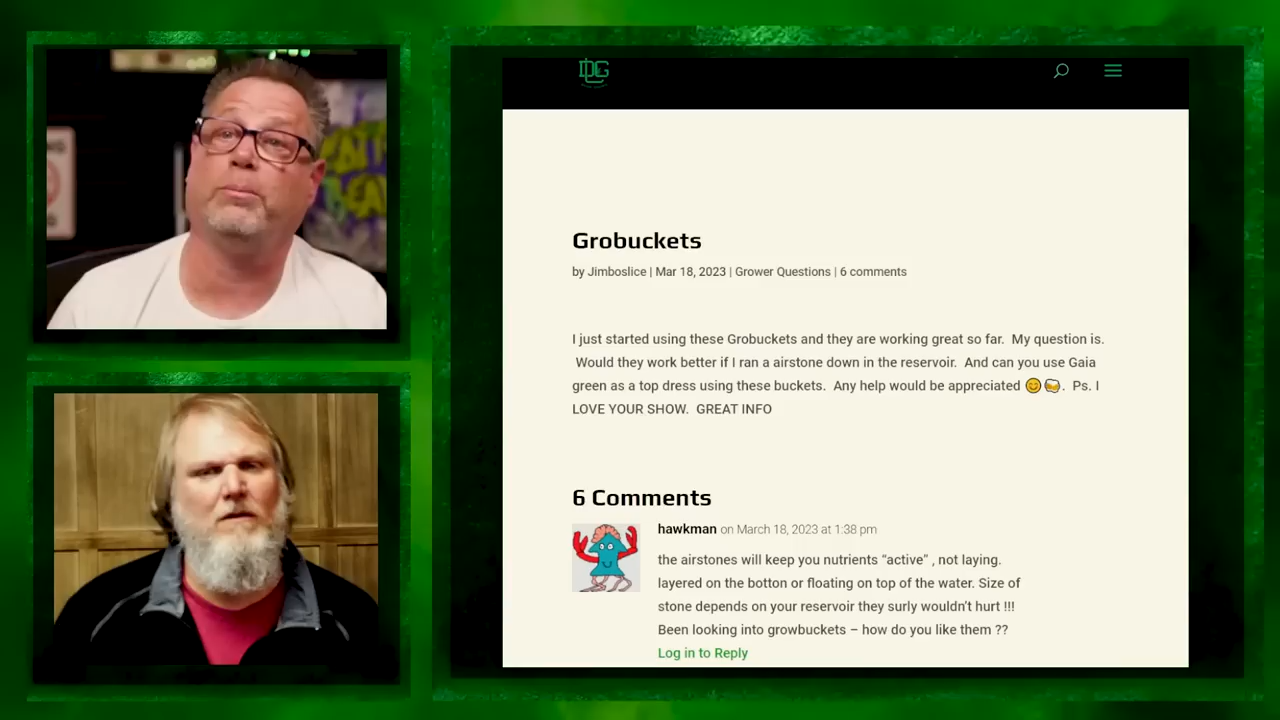 DLG
Grobuckets
by Jimboslice | Mar 18, 2023 | Grower Questions | 6 comments
I just started using these Grobuckets and they are working great so far. My question is.
Would they work better if I ran a airstone down in the reservoir. And can you use Gaia
green as a top dress using these buckets. Any help would be appreciated 😊 🍻. Ps. I
LOVE YOUR SHOW. GREAT INFO
6 Comments
hawkman on March 18, 2023 at 1:38 pm
the airstones will keep you nutrients “active” , not laying.
layered on the botton or floating on top of the water. Size of
stone depends on your reservoir they surly wouldn’t hurt !!!
Been looking into growbuckets – how do you like them ??
Log in to Reply